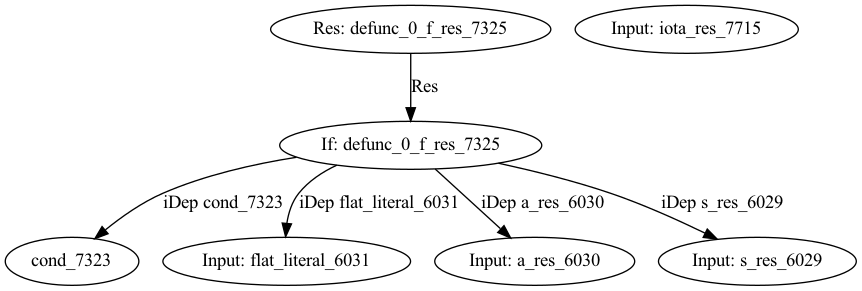 Res: defunc_0_f_res_7325
Input: iota_res_7715
Res
If: defunc_0_f_res_7325
iDep cond_7323
iDep flat_literal_6031
iDep a_res_6030
iDep s_res_6029
cond_7323
Input: flat_literal_6031
Input: a_res_6030
Input: s_res_6029